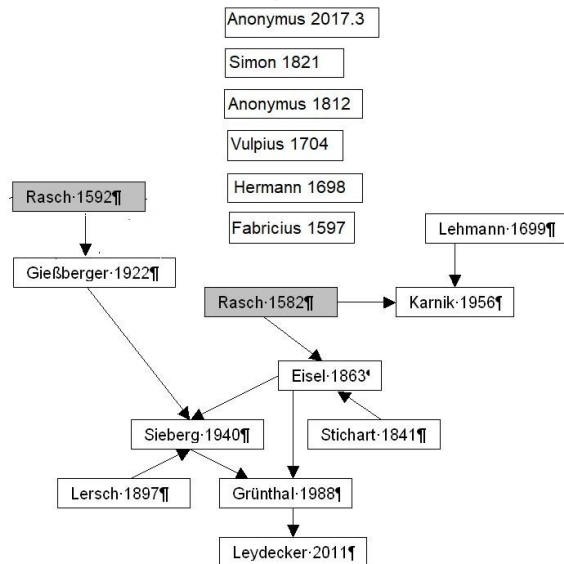 Anonymus 2017.3
Simon 1821
Anonymus 1812
Vulpius 1704
Rasch·1592¶
Hermann 1698
Fabricius 1597
Lehmann·1699¶
Gießberger·1922¶
Rasch·1582¶
Karnik·1956¶
Eisel·1863¶
Sieberg·1940¶
Stichart·1841¶
Lersch·1897¶
Grünthal·1988¶
Leydecker·2011¶